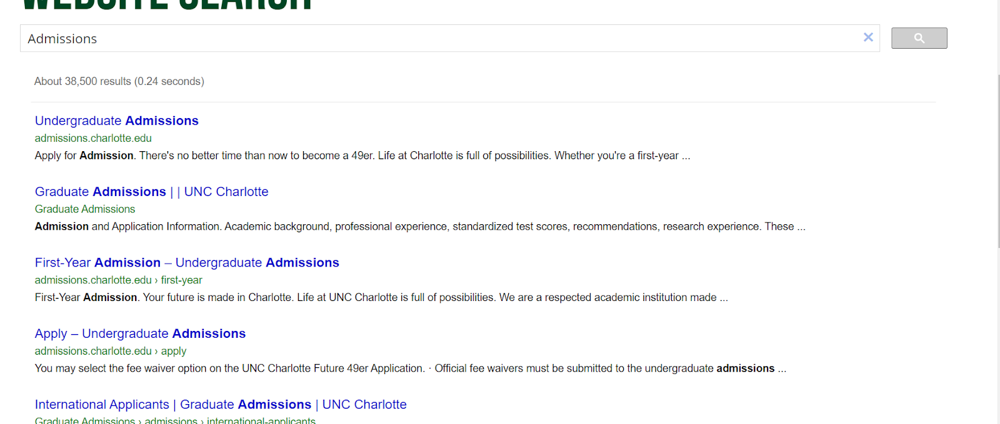 WEBSITE SEARCH
Admissions
About 38,500 results (0.24 seconds)
Undergraduate Admissions
admissions.charlotte.edu
Apply for Admission. There's no better time than now to become a 49er. Life at Charlotte is full of possibilities. Whether you're a first-year ...
Graduate Admissions | | UNC Charlotte
Graduate Admissions
Admission and Application Information. Academic background, professional experience, standardized test scores, recommendations, research experience. These ...
First-Year Admission – Undergraduate Admissions
admissions.charlotte.edu › first-year
First-Year Admission. Your future is made in Charlotte. Life at UNC Charlotte is full of possibilities. We are a respected academic institution made ...
Apply – Undergraduate Admissions
admissions.charlotte.edu › apply
You may select the fee waiver option on the UNC Charlotte Future 49er Application. · Official fee waivers must be submitted to the undergraduate admissions ...
International Applicants | Graduate Admissions | UNC Charlotte
Graduate Admissions › admissions › international-applicants